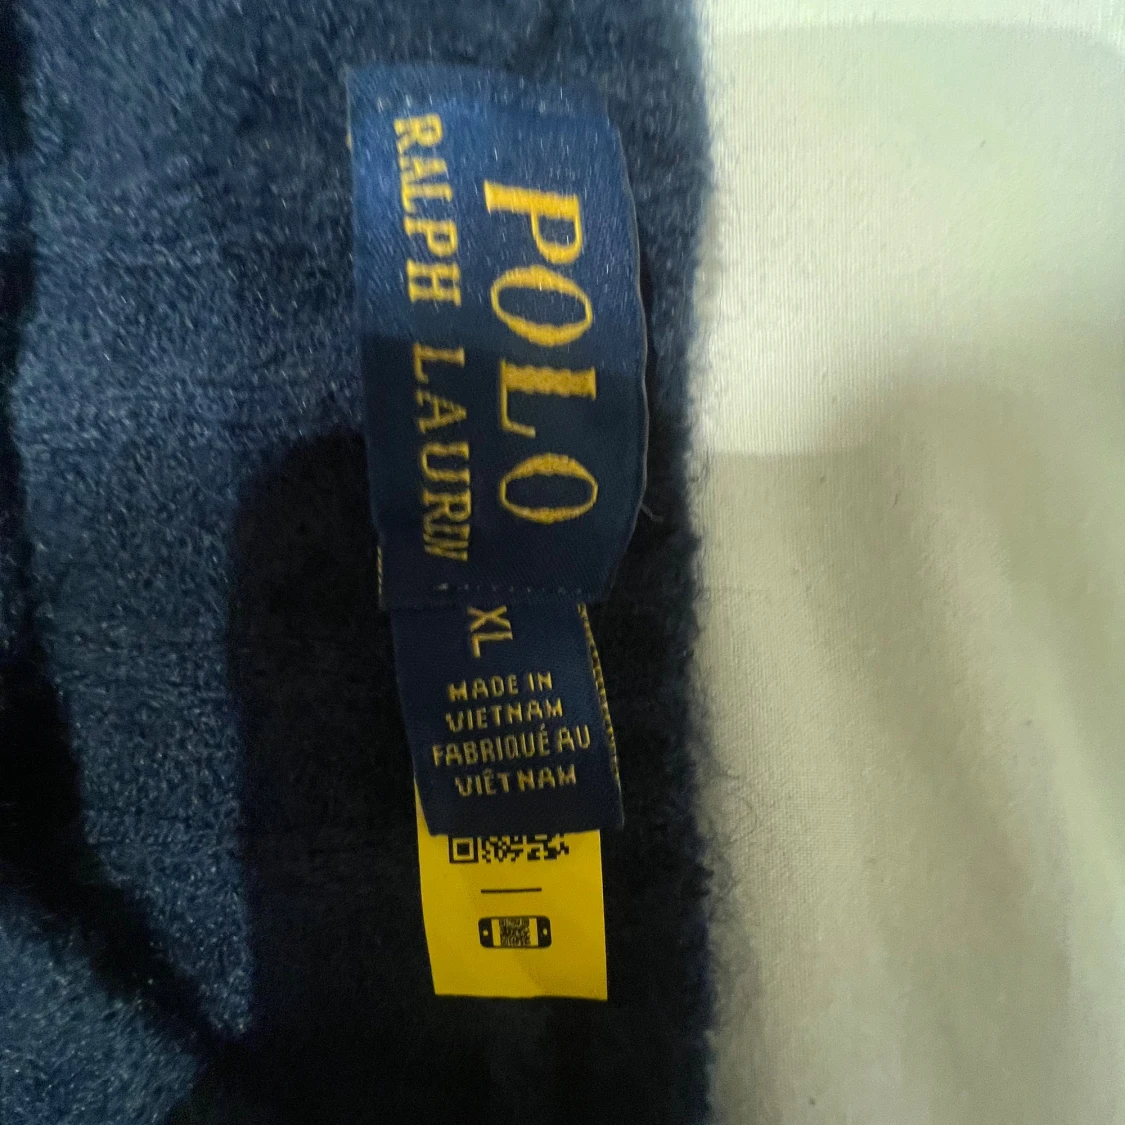 POLO
RALPH LAUREN
XL
MADE IN
VIETNAM
FABRIQUÉ AU
VIÊTNAM